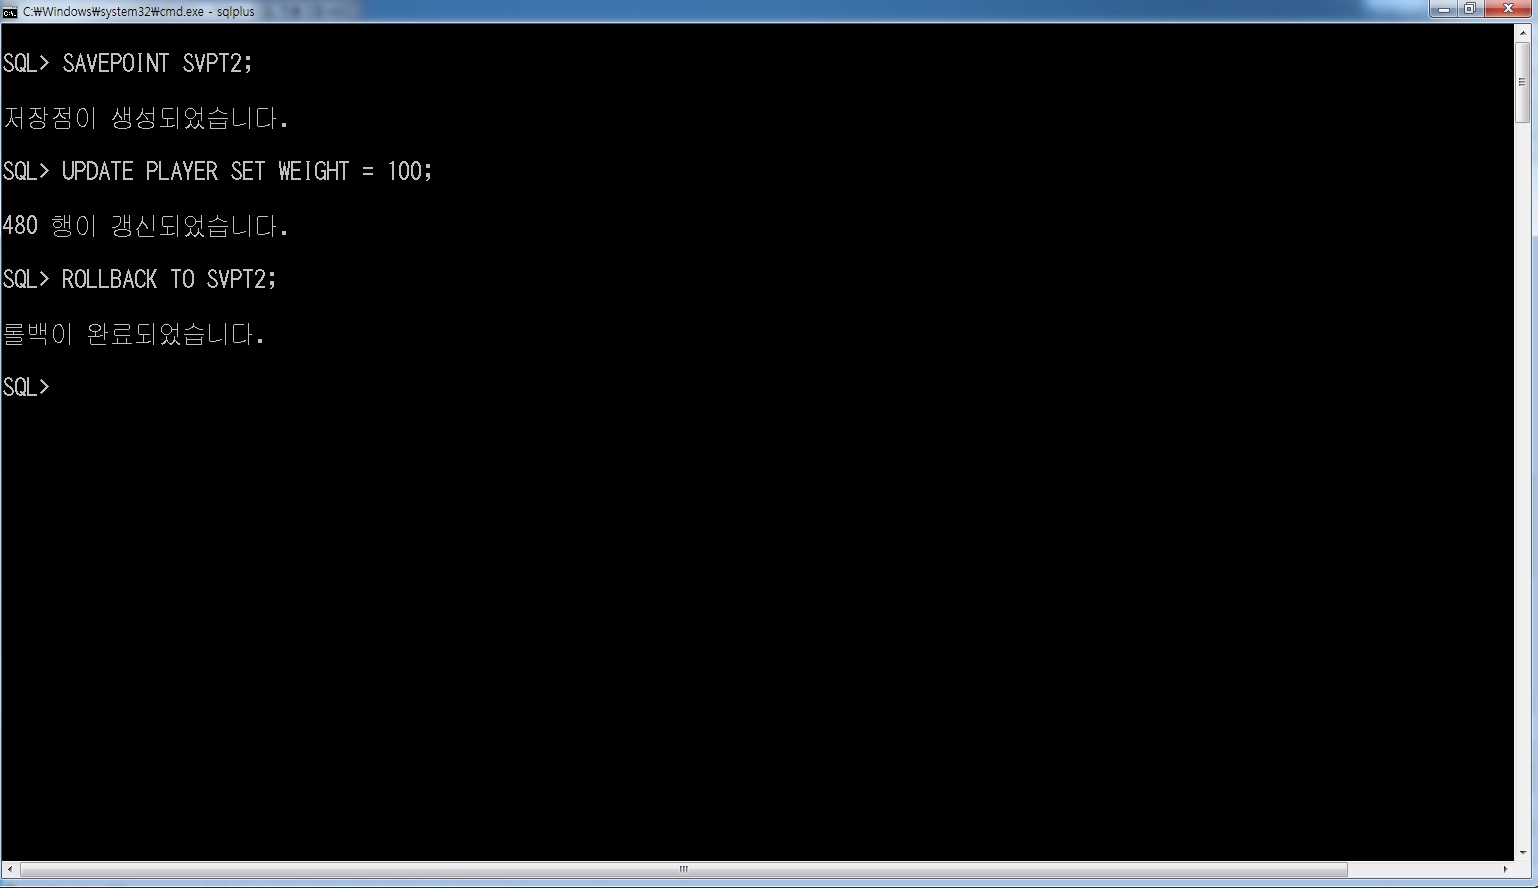 C:₩Windows₩system32₩cmd.exe - sqlplus
SQL> SAVEPOINT SVPT2;
저장점이 생성되었습니다.
SQL> UPDATE PLAYER SET WEIGHT = 100;
480 행이 갱신되었습니다.
SQL> ROLLBACK TO SVPT2;
롤백이 완료되었습니다.
SQL>